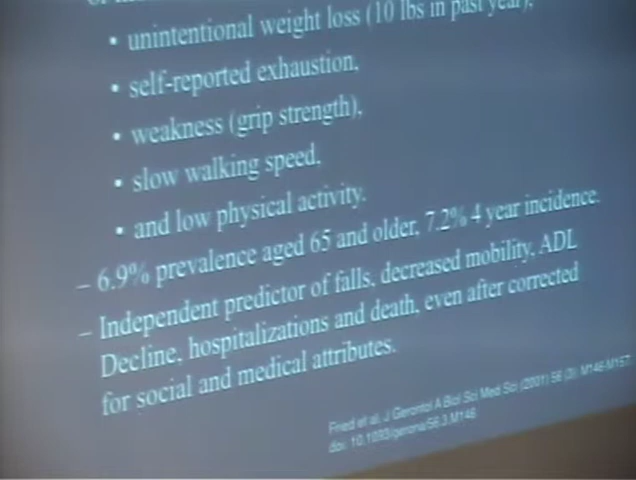 • unintentional weight loss (10 lbs in past year),
• self-reported exhaustion,
• weakness (grip strength),
• slow walking speed,
• and low physical activity.
– 6.9% prevalence aged 65 and older, 7.2% 4 year incidence.
– Independent predictor of falls, decreased mobility, ADL
Decline, hospitalizations and death, even after corrected
for social and medical attributes.
Fried et al, J Gerontol A Biol Sci Med Sci (2001) 56 (3): M146-M157
doi: 10.1093/gerona/56.3.M146